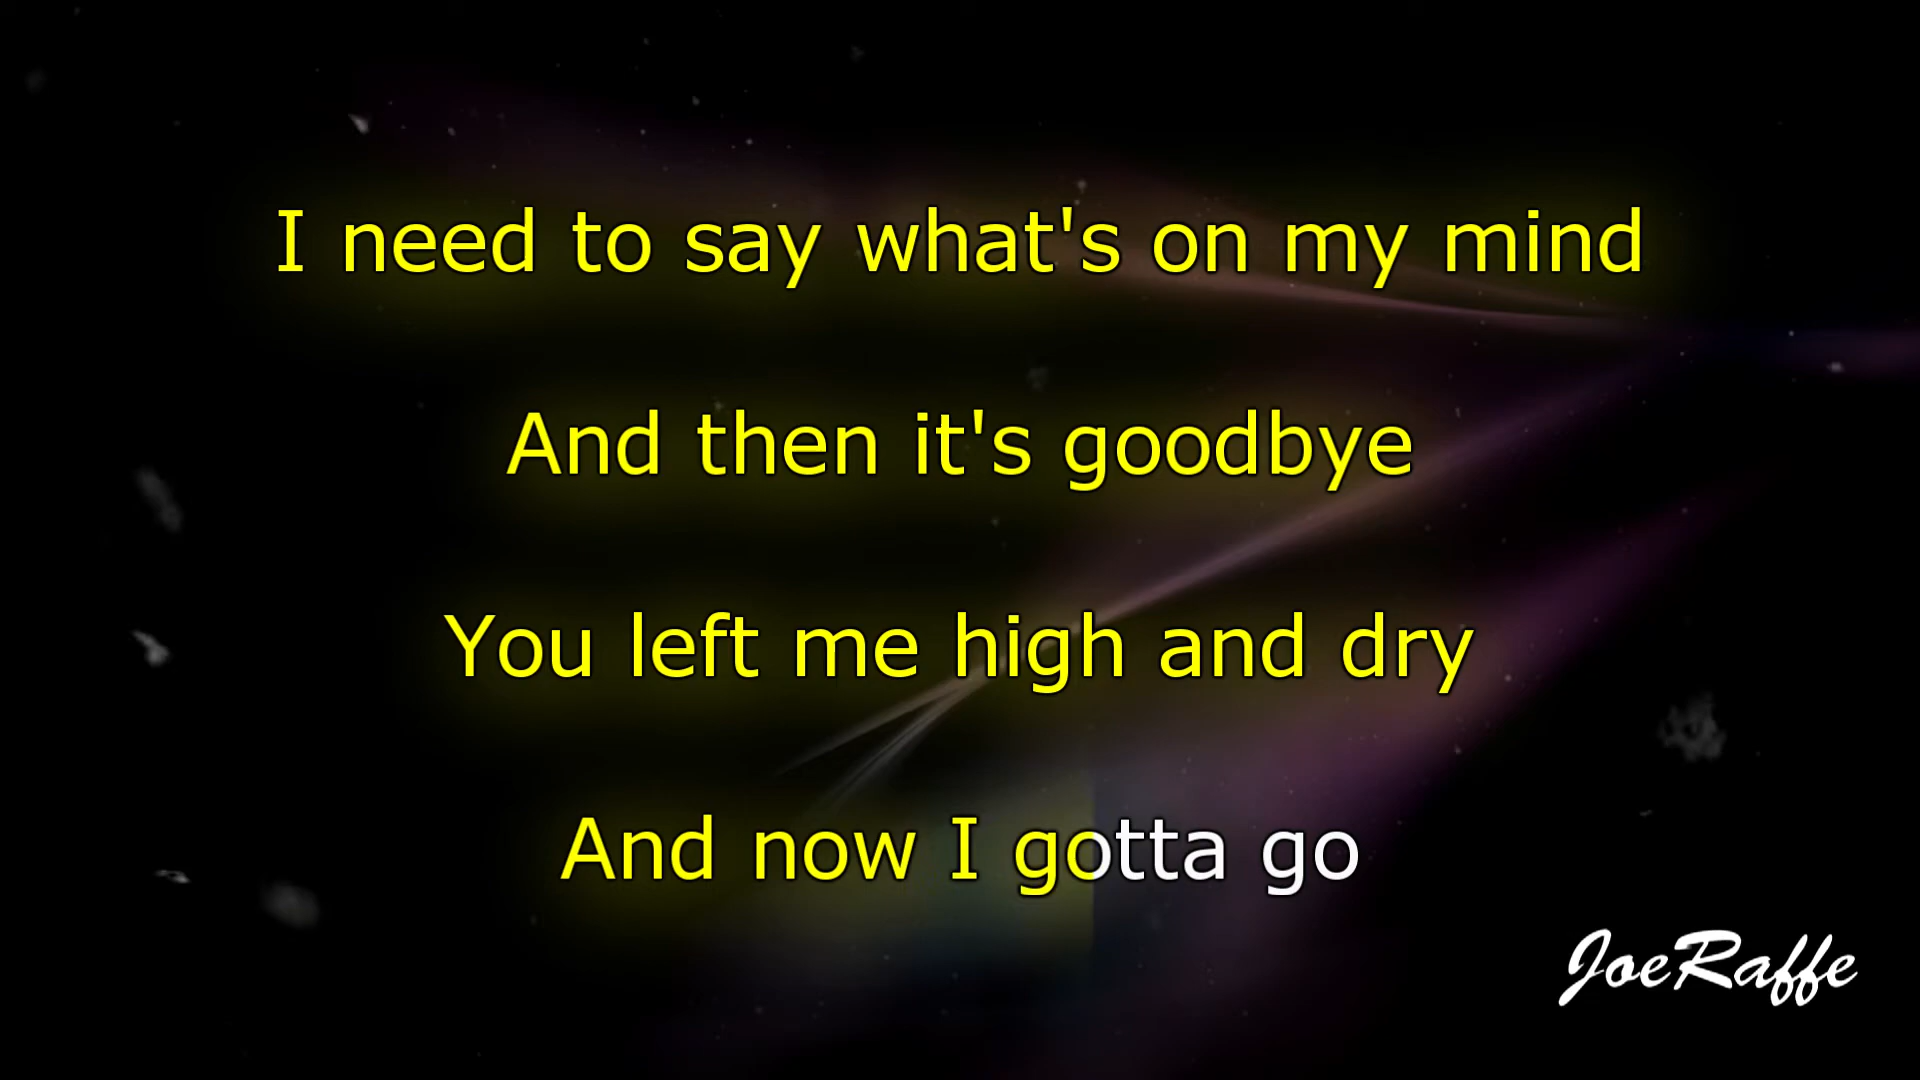 I need to say what's on my mind
And then it's goodbye
You left me high and dry
And now I gotta go
JoeRaffe